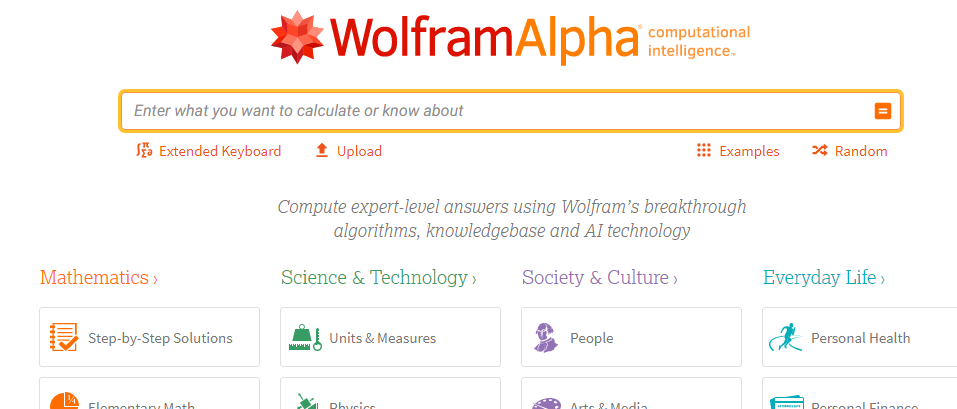 WolframAlpha computational intelligence™
Enter what you want to calculate or know about
Extended Keyboard Upload Examples Random
Compute expert-level answers using Wolfram's breakthrough
algorithms, knowledgebase and AI technology
Mathematics › Science & Technology › Society & Culture › Everyday Life ›
Step-by-Step Solutions Units & Measures People Personal Health
Elementary Math Physics Arts & Media Personal Finance